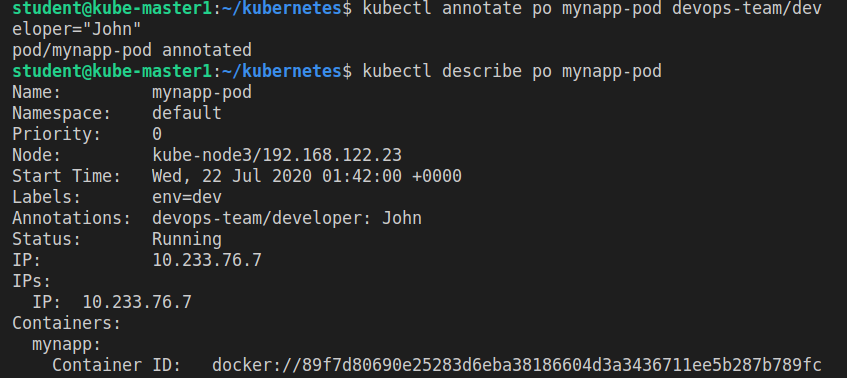 student@kube-master1:~/kubernetes$ kubectl annotate po mynapp-pod devops-team/dev
eloper="John"
pod/mynapp-pod annotated
student@kube-master1:~/kubernetes$ kubectl describe po mynapp-pod
Name:         mynapp-pod
Namespace:    default
Priority:     0
Node:         kube-node3/192.168.122.23
Start Time:   Wed, 22 Jul 2020 01:42:00 +0000
Labels:       env=dev
Annotations:  devops-team/developer: John
Status:       Running
IP:           10.233.76.7
IPs:
  IP:  10.233.76.7
Containers:
  mynapp:
    Container ID:   docker://89f7d80690e25283d6eba38186604d3a3436711ee5b287b789fc